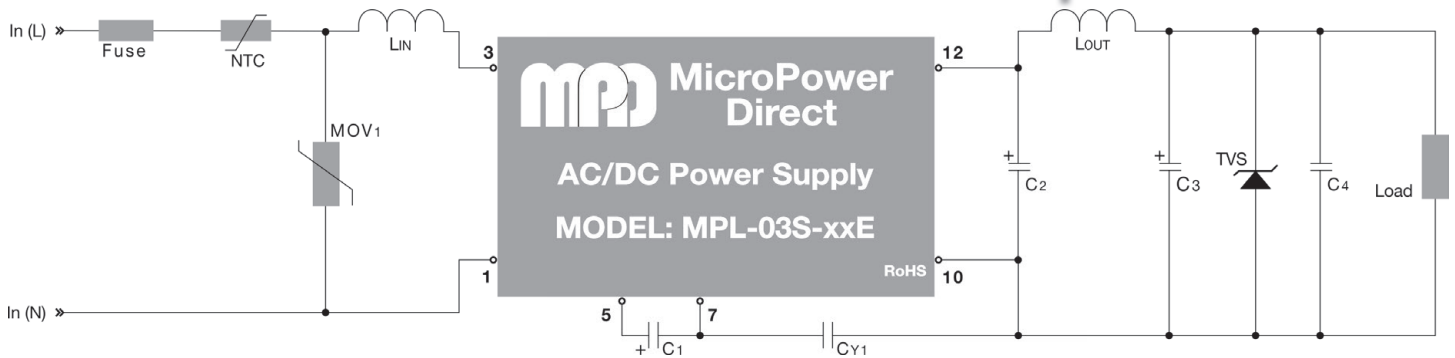 In (L)
Fuse
NTC
LIN
MOV1
In (N)
3
1
MPD
MicroPower
Direct
AC/DC Power Supply
MODEL: MPL-03S-xxE
RoHS
12
10
5
7
+ C1
CY1
LOUT
+
C2
+
C3
TVS
C4
Load